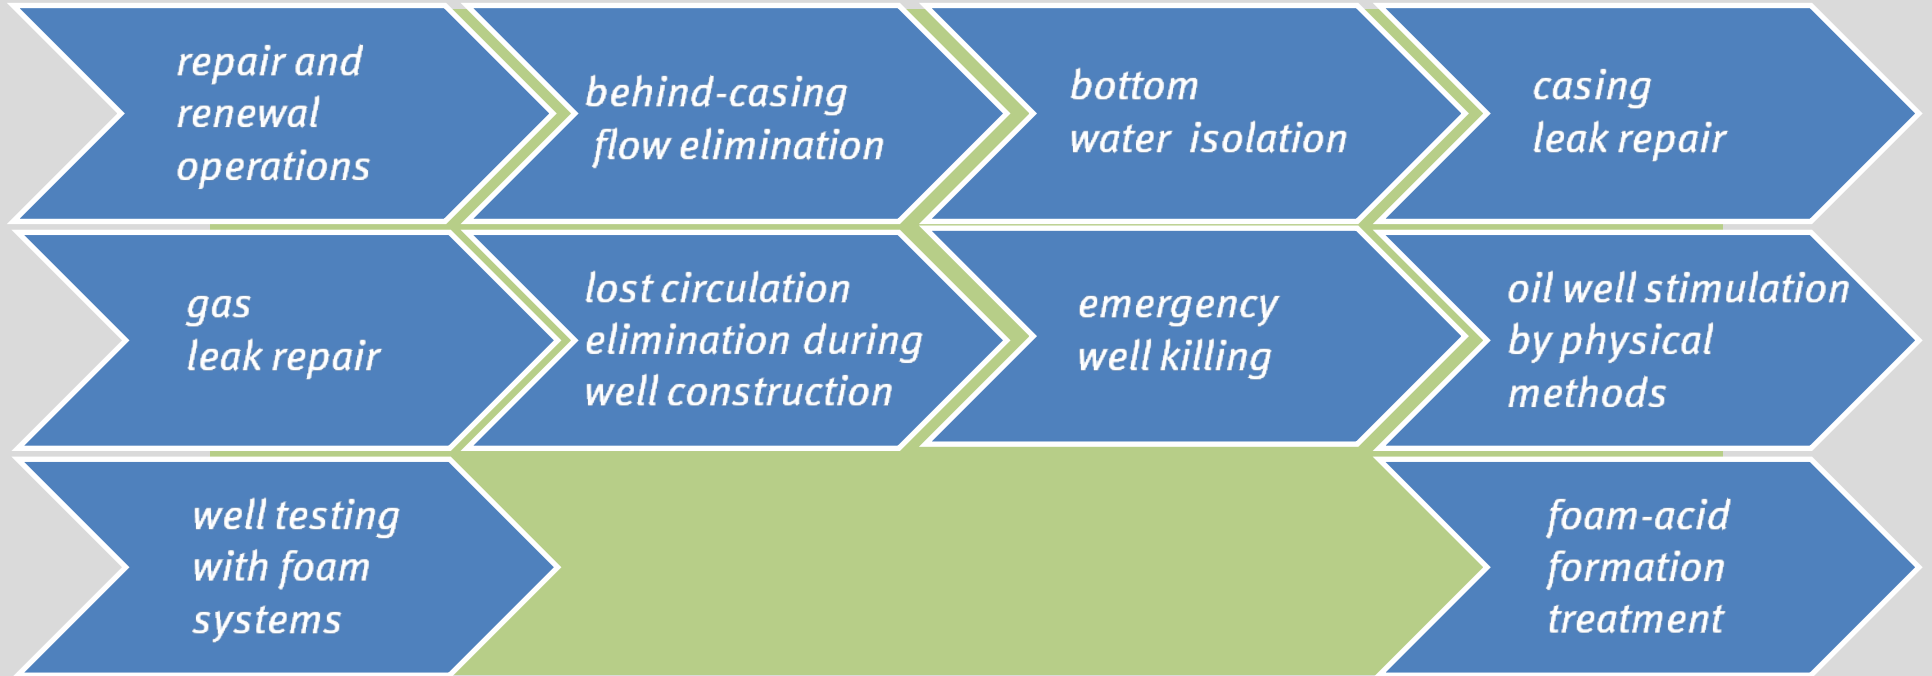 repair and
renewal
operations
behind-casing
flow elimination
bottom
water isolation
casing
leak repair
gas
leak repair
lost circulation
elimination during
well construction
emergency
well killing
oil well stimulation
by physical
methods
well testing
with foam
systems
foam-acid
formation
treatment